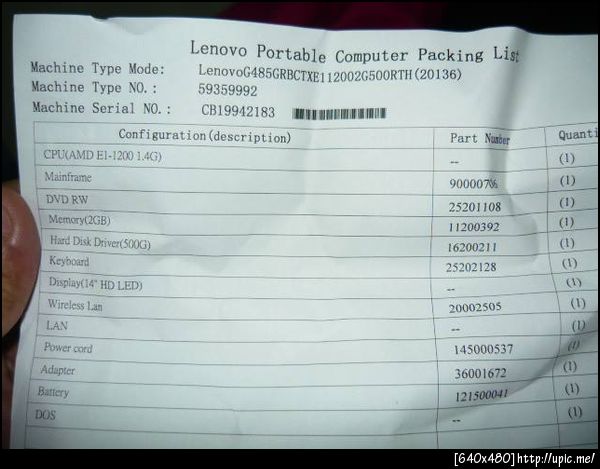 Lenovo Portable Computer Packing List
Machine Type Mode: LenovoG485GRBCTXE112002G500RTH(20136)
Machine Type NO.: 59359992
Machine Serial NO.: CB19942183
Configuration(description) Part Number Quanti
CPU(AMD E1-1200 1.4G) -- (1)
Mainframe (1)
DVD RW 25201108 (1)
Memory(2GB) 11200392 (1)
Hard Disk Driver(500G) 16200211 (1)
Keyboard 25202128 (1)
Display(14" HD LED) -- (1)
Wireless Lan 20002505 (1)
LAN -- (1)
Power cord 145000537 (1)
Adapter 36001672 (1)
Battery 121500041 (1)
DOS -- (1)
[640x480]http://upic.me/